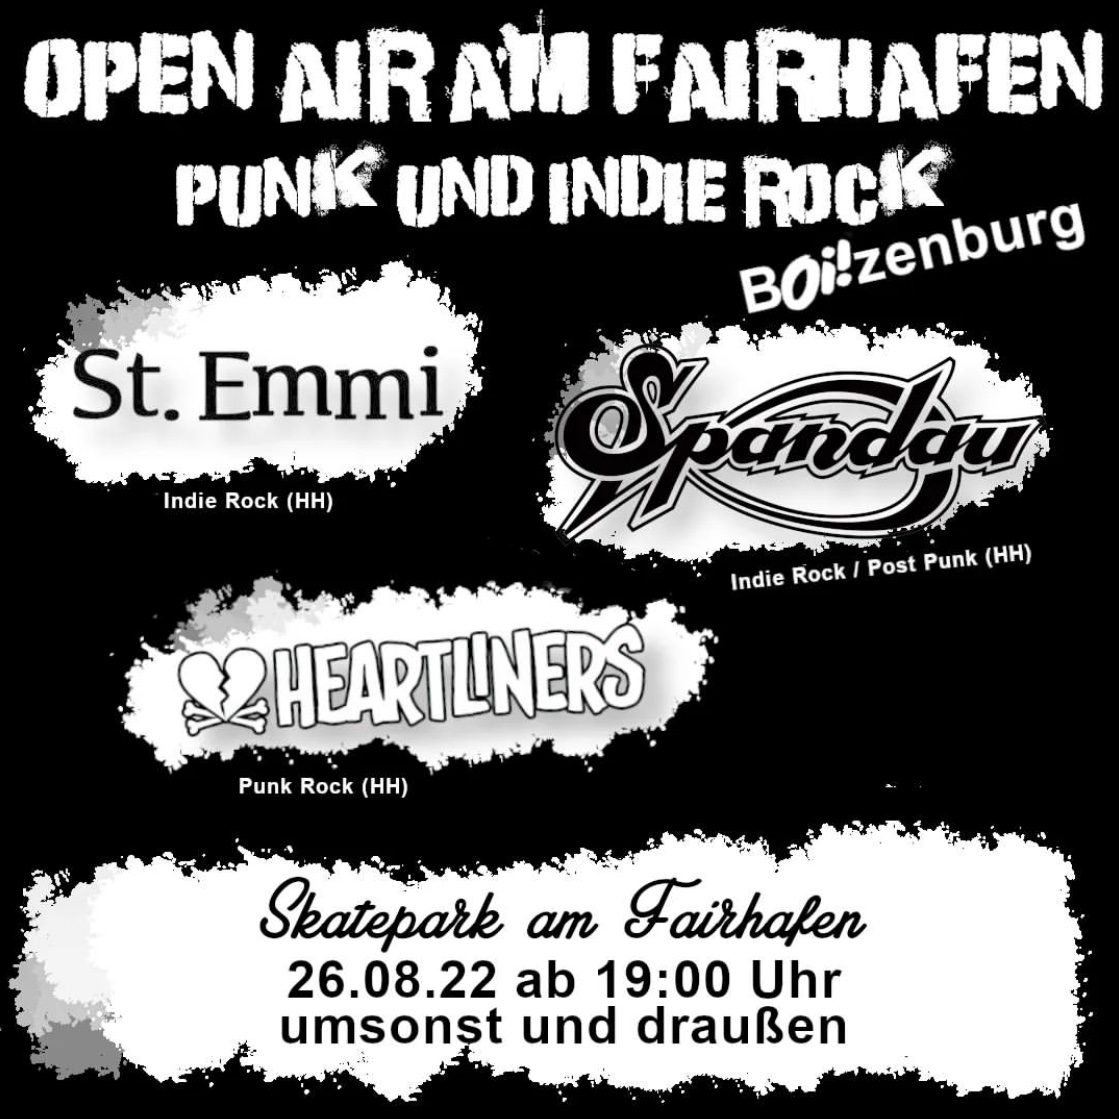 OPEN AIR AM FAIRHAFEN
PUNK UND INDIE ROCK
BOi!zenburg
St. Emmi
Indie Rock (HH)
Spandau
Indie Rock / Post Punk (HH)
HEARTLINERS
Punk Rock (HH)
Skatepark am Fairhafen
26.08.22 ab 19:00 Uhr
umsonst und draußen